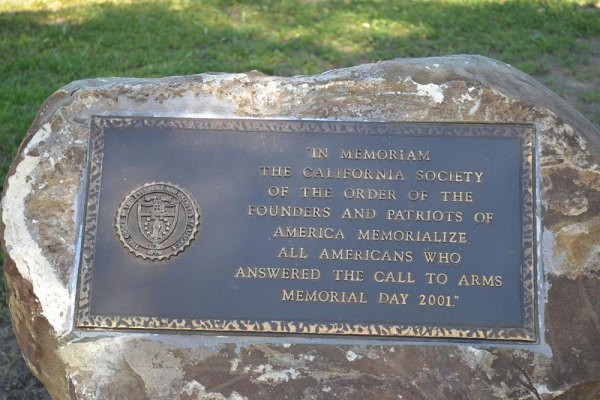 "IN MEMORIAM
THE CALIFORNIA SOCIETY
OF THE ORDER OF THE
FOUNDERS AND PATRIOTS OF
AMERICA MEMORIALIZE
ALL AMERICANS WHO
ANSWERED THE CALL TO ARMS
MEMORIAL DAY 2001."